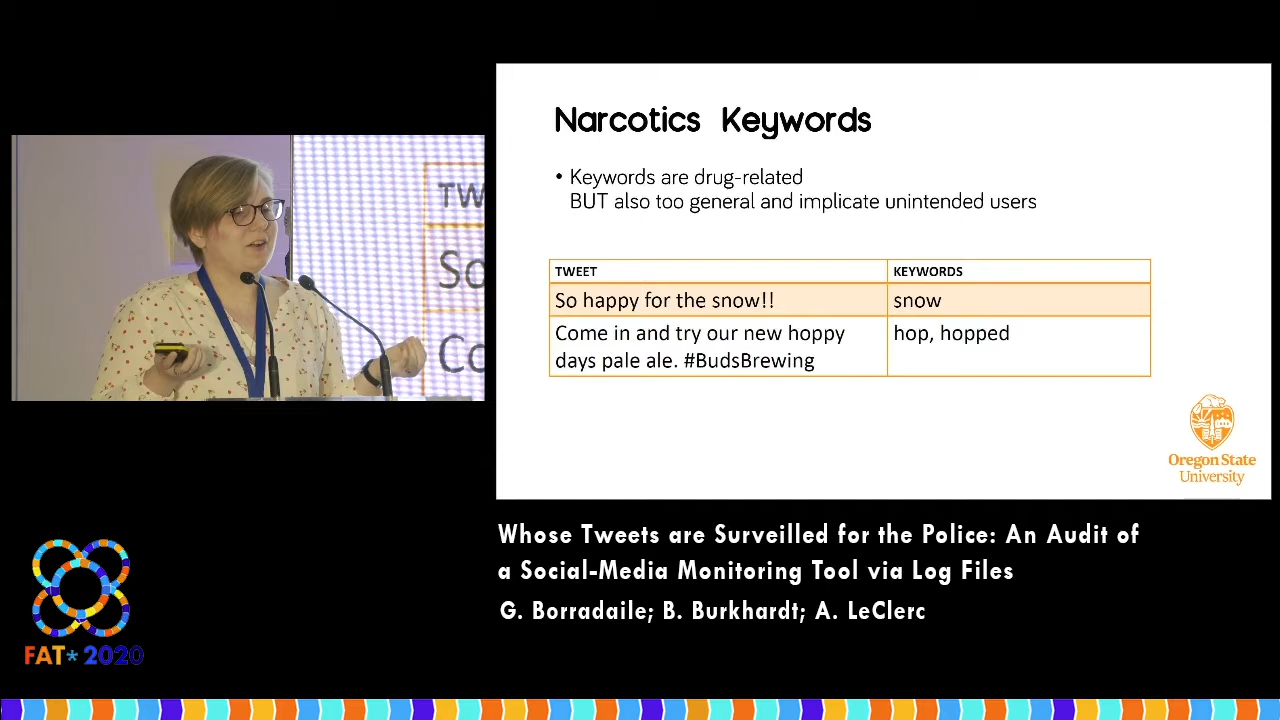 Narcotics Keywords
• Keywords are drug-related
BUT also too general and implicate unintended users
TWEET KEYWORDS
So happy for the snow!! snow
Come in and try our new hoppy hop, hopped
days pale ale. #BudsBrewing
Oregon State
University
TW
So
Co
Whose Tweets are Surveilled for the Police: An Audit of
a Social-Media Monitoring Tool via Log Files
G. Borradaile; B. Burkhardt; A. LeClerc
FAT* 2020